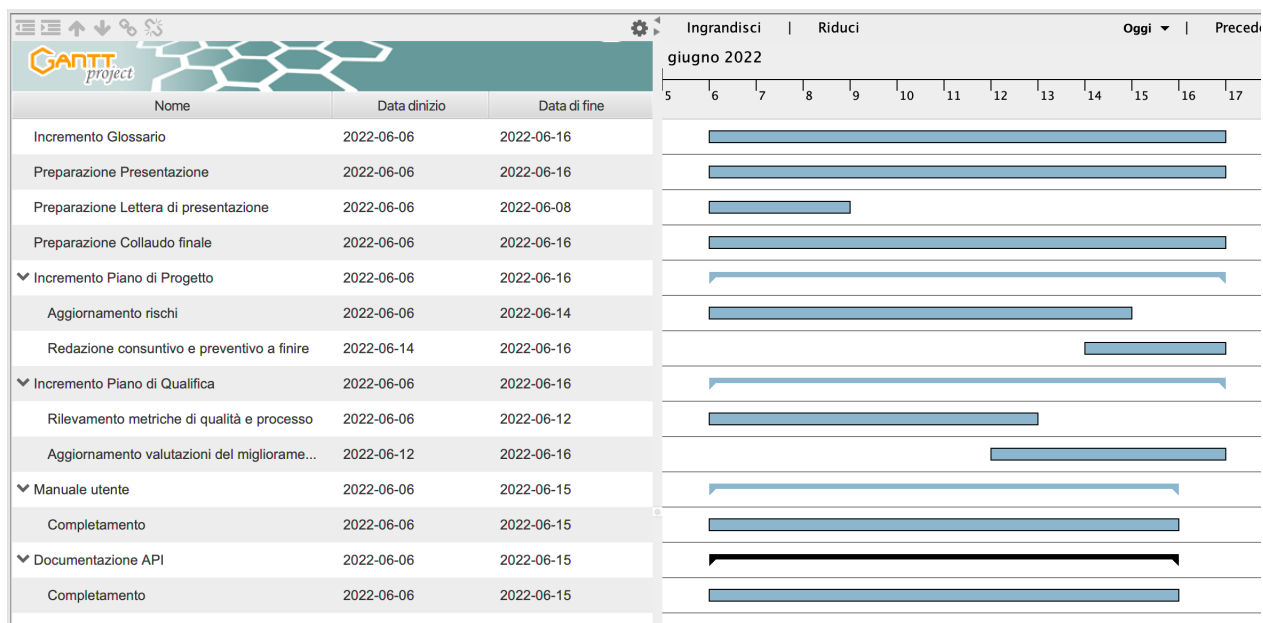 Ingrandisci | Riduci Oggi | Preced
giugno 2022
GANTT project
5 6 7 8 9 10 11 12 13 14 15 16 17
Nome Data dinizio Data di fine
Incremento Glossario 2022-06-06 2022-06-16
Preparazione Presentazione 2022-06-06 2022-06-16
Preparazione Lettera di presentazione 2022-06-06 2022-06-08
Preparazione Collaudo finale 2022-06-06 2022-06-16
Incremento Piano di Progetto 2022-06-06 2022-06-16
Aggiornamento rischi 2022-06-06 2022-06-14
Redazione consuntivo e preventivo a finire 2022-06-14 2022-06-16
Incremento Piano di Qualifica 2022-06-06 2022-06-16
Rilevamento metriche di qualità e processo 2022-06-06 2022-06-12
Aggiornamento valutazioni del migliorame... 2022-06-12 2022-06-16
Manuale utente 2022-06-06 2022-06-15
Completamento 2022-06-06 2022-06-15
Documentazione API 2022-06-06 2022-06-15
Completamento 2022-06-06 2022-06-15